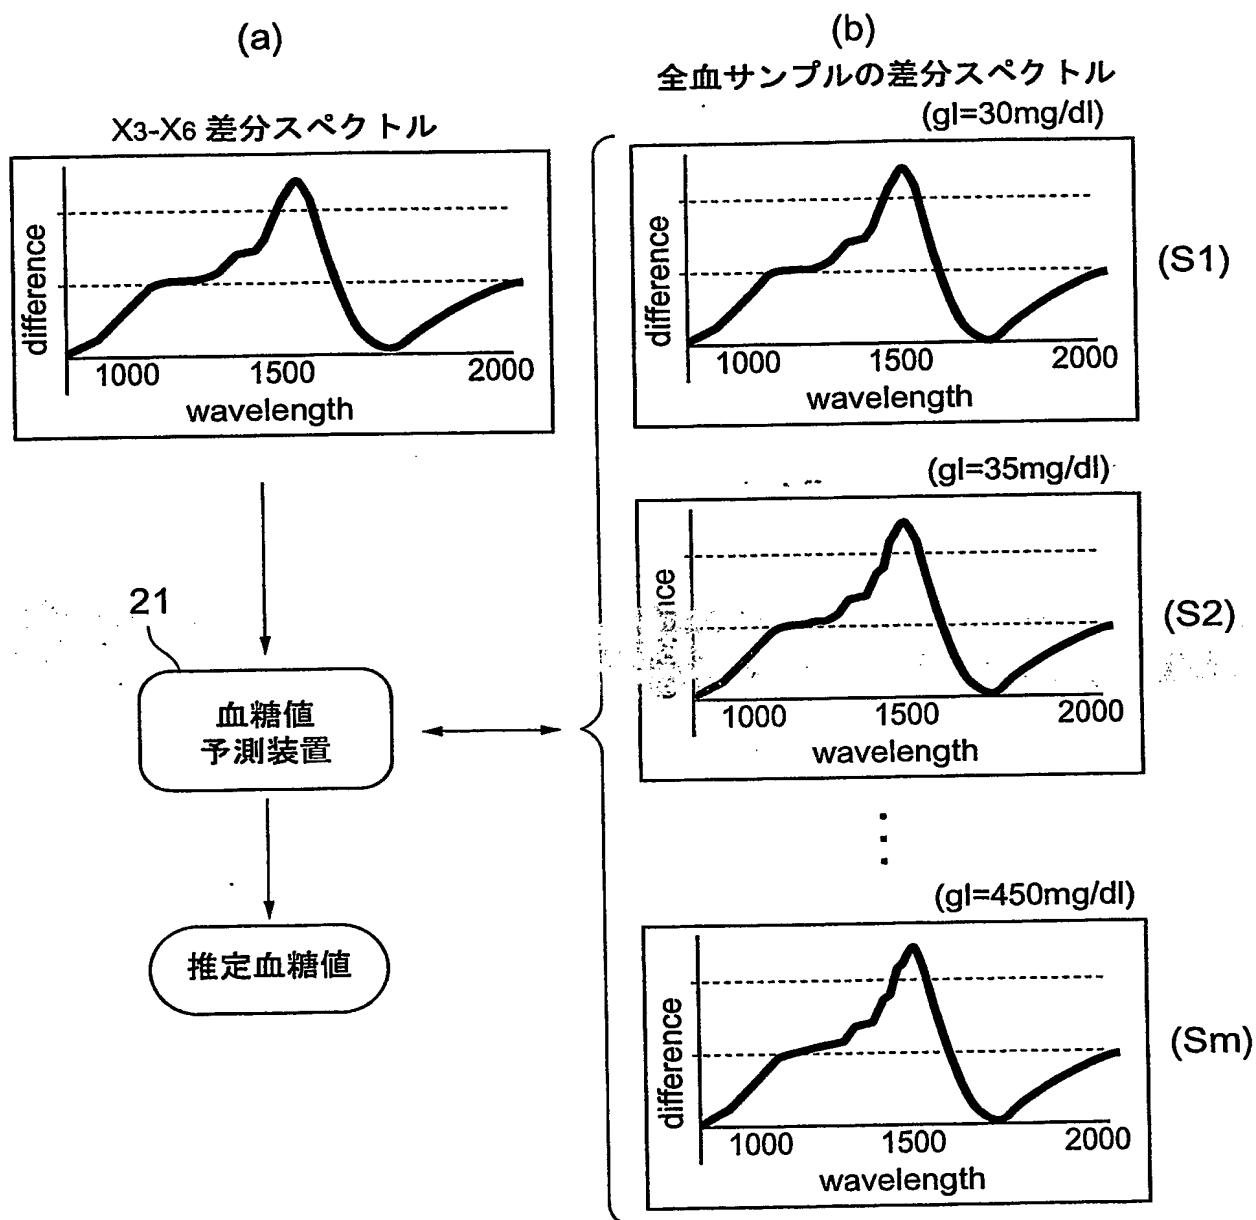 (a)
X3-X6 差分スペクトル
difference
1000 1500 2000
wavelength
21
血糖値
予測装置
推定血糖値
(b)
全血サンプルの差分スペクトル
(gl=30mg/dl)
difference
1000 1500 2000
wavelength
(S1)
(gl=35mg/dl)
1000 1500 2000
wavelength
(S2)
(gl=450mg/dl)
difference
1000 1500 2000
wavelength
(Sm)